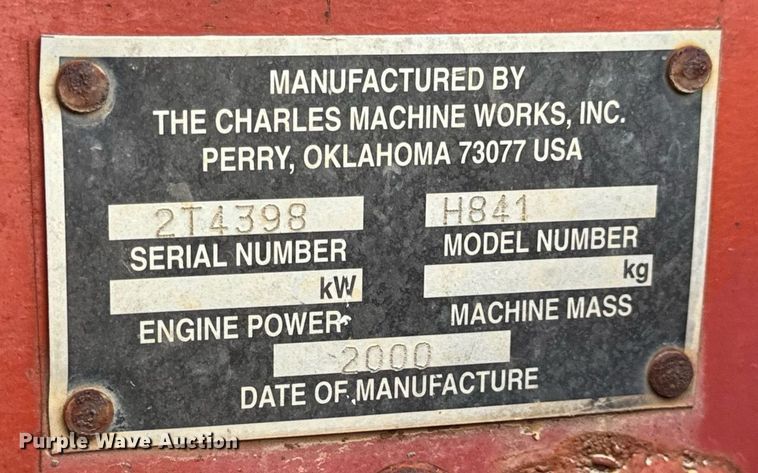 MANUFACTURED BY
THE CHARLES MACHINE WORKS, INC.
PERRY, OKLAHOMA 73077 USA
2T4398 H841
SERIAL NUMBER MODEL NUMBER
kW kg
ENGINE POWER MACHINE MASS
2000
DATE OF MANUFACTURE
Purple Wave Auction